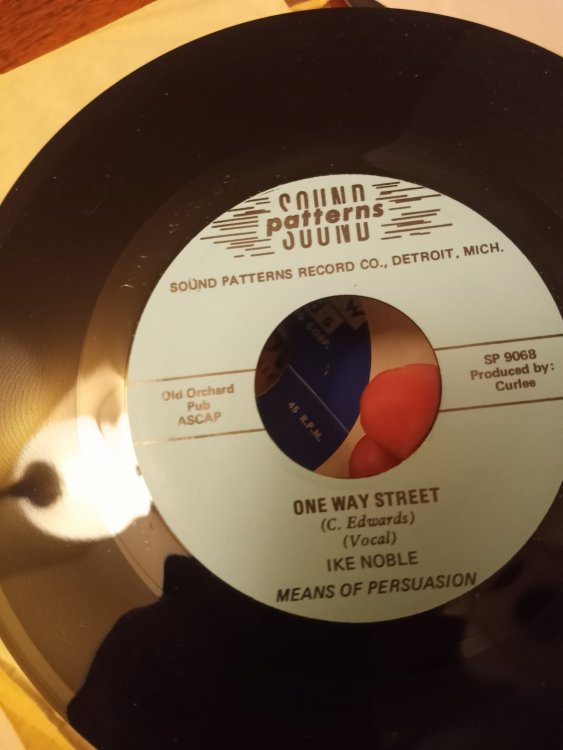 SOUND
patterns
SOUND
SOUND PATTERNS RECORD CO., DETROIT. MICH.
Old Orchard
Pub
ASCAP
SP 9068
Produced by:
Curlee
CORP.
45 R.P.M.
ONE WAY STREET
(C. Edwards)
(Vocal)
IKE NOBLE
MEANS OF PERSUASION